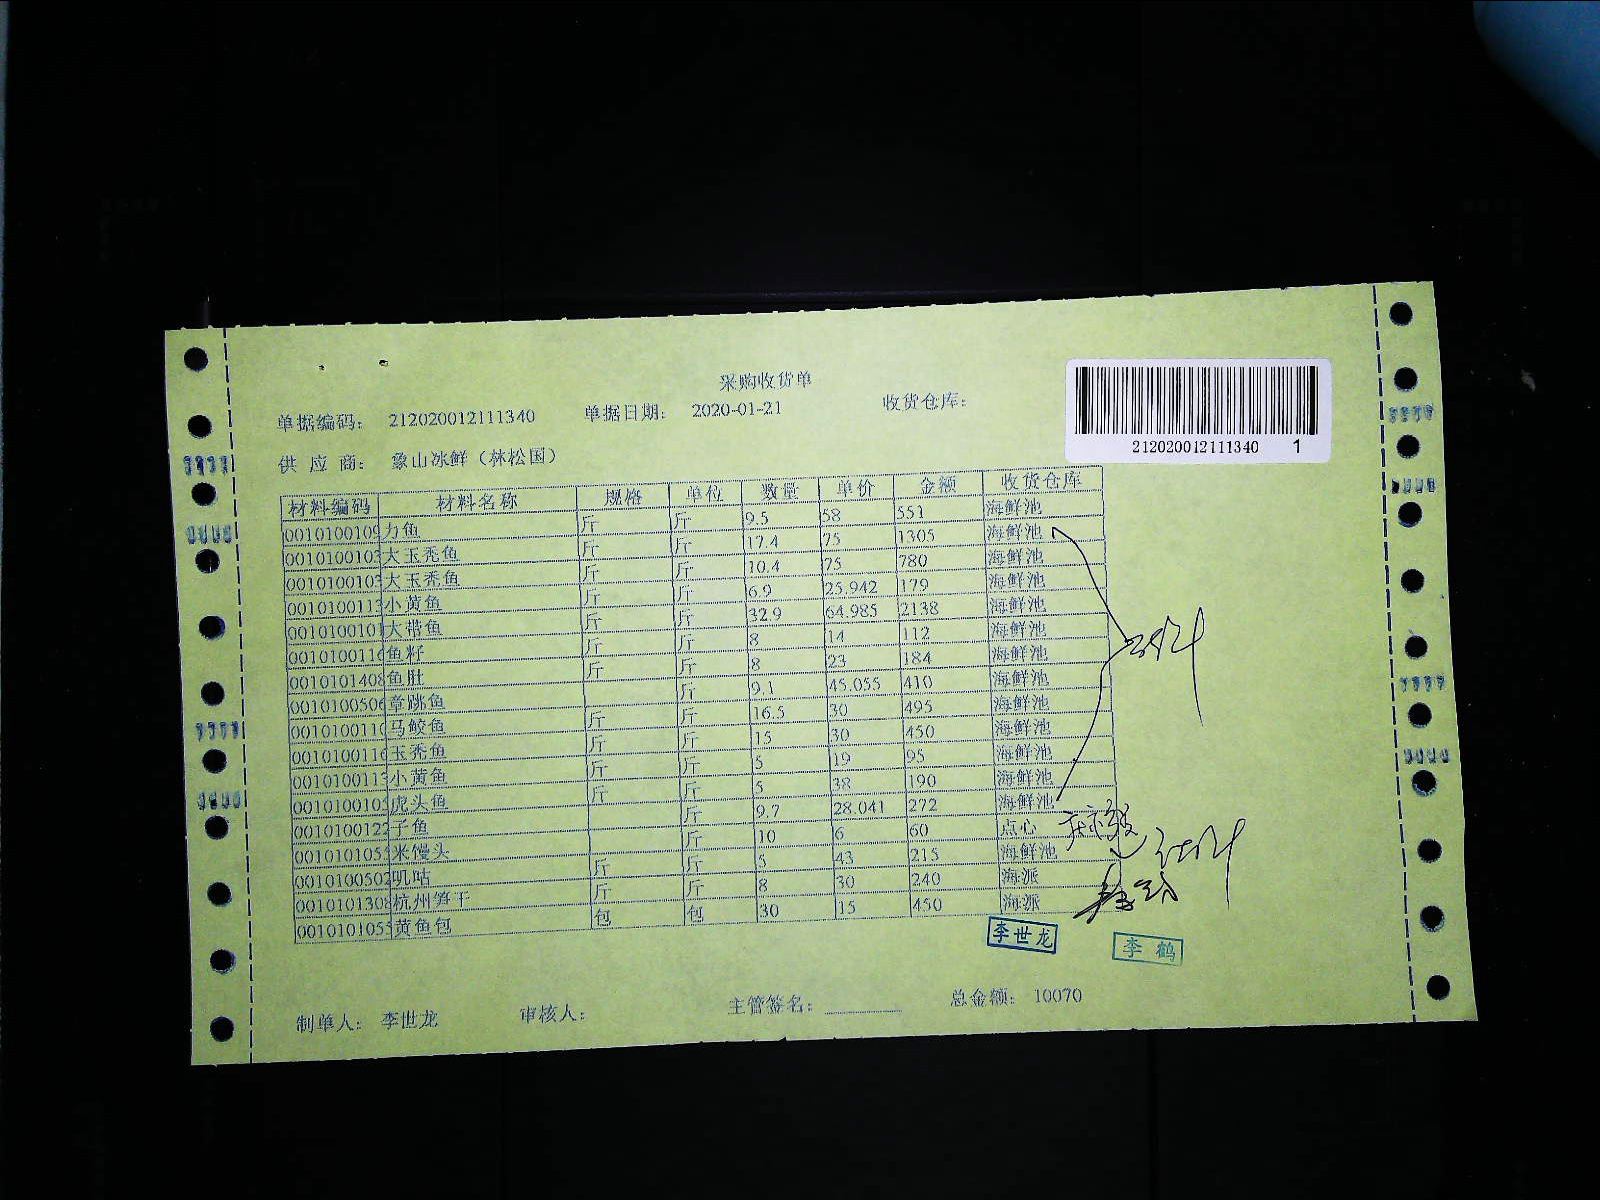 采购收货单
单据编码： 212020012111340 单据日期： 2020-01-21 收货仓库：
212020012111340 1
供 应 商： 象山冰鲜（林松国）
材料编码 材料名称 规格 单位 数量 单价 金额 收货仓库
0010100109 力鱼 斤 斤 9.5 58 551 海鲜池
0010100103 大玉秃鱼 斤 斤 17.4 75 1305 海鲜池
0010100103 大玉秃鱼 斤 斤 10.4 75 780 海鲜池
0010100113 小黄鱼 斤 斤 6.9 25.942 179 海鲜池
0010100101 大带鱼 斤 斤 32.9 64.985 2138 海鲜池
0010100116 鱼籽 斤 斤 8 14 112 海鲜池
0010101408 鱼肚 斤 斤 8 23 184 海鲜池
0010100506 章跳鱼 斤 9.1 45.055 410 海鲜池
0010100110 马鲛鱼 斤 斤 16.5 30 495 海鲜池
0010100116 玉秃鱼 斤 斤 15 30 450 海鲜池
0010100113 小黄鱼 斤 斤 5 19 95 海鲜池
0010100105 虎头鱼 斤 斤 5 38 190 海鲜池
0010100122 子鱼 斤 9.7 28.041 272 海鲜池
0010101055 米馒头 斤 10 6 60 点心
0010100502 叽咕 斤 斤 5 43 215 海鲜池
0010101308 杭州笋干 斤 斤 8 30 240 海派
0010101055 黄鱼包 包 包 30 15 450 海派
李世龙 李鹤
制单人： 李世龙 审核人： 主管签名： 总金额： 10070